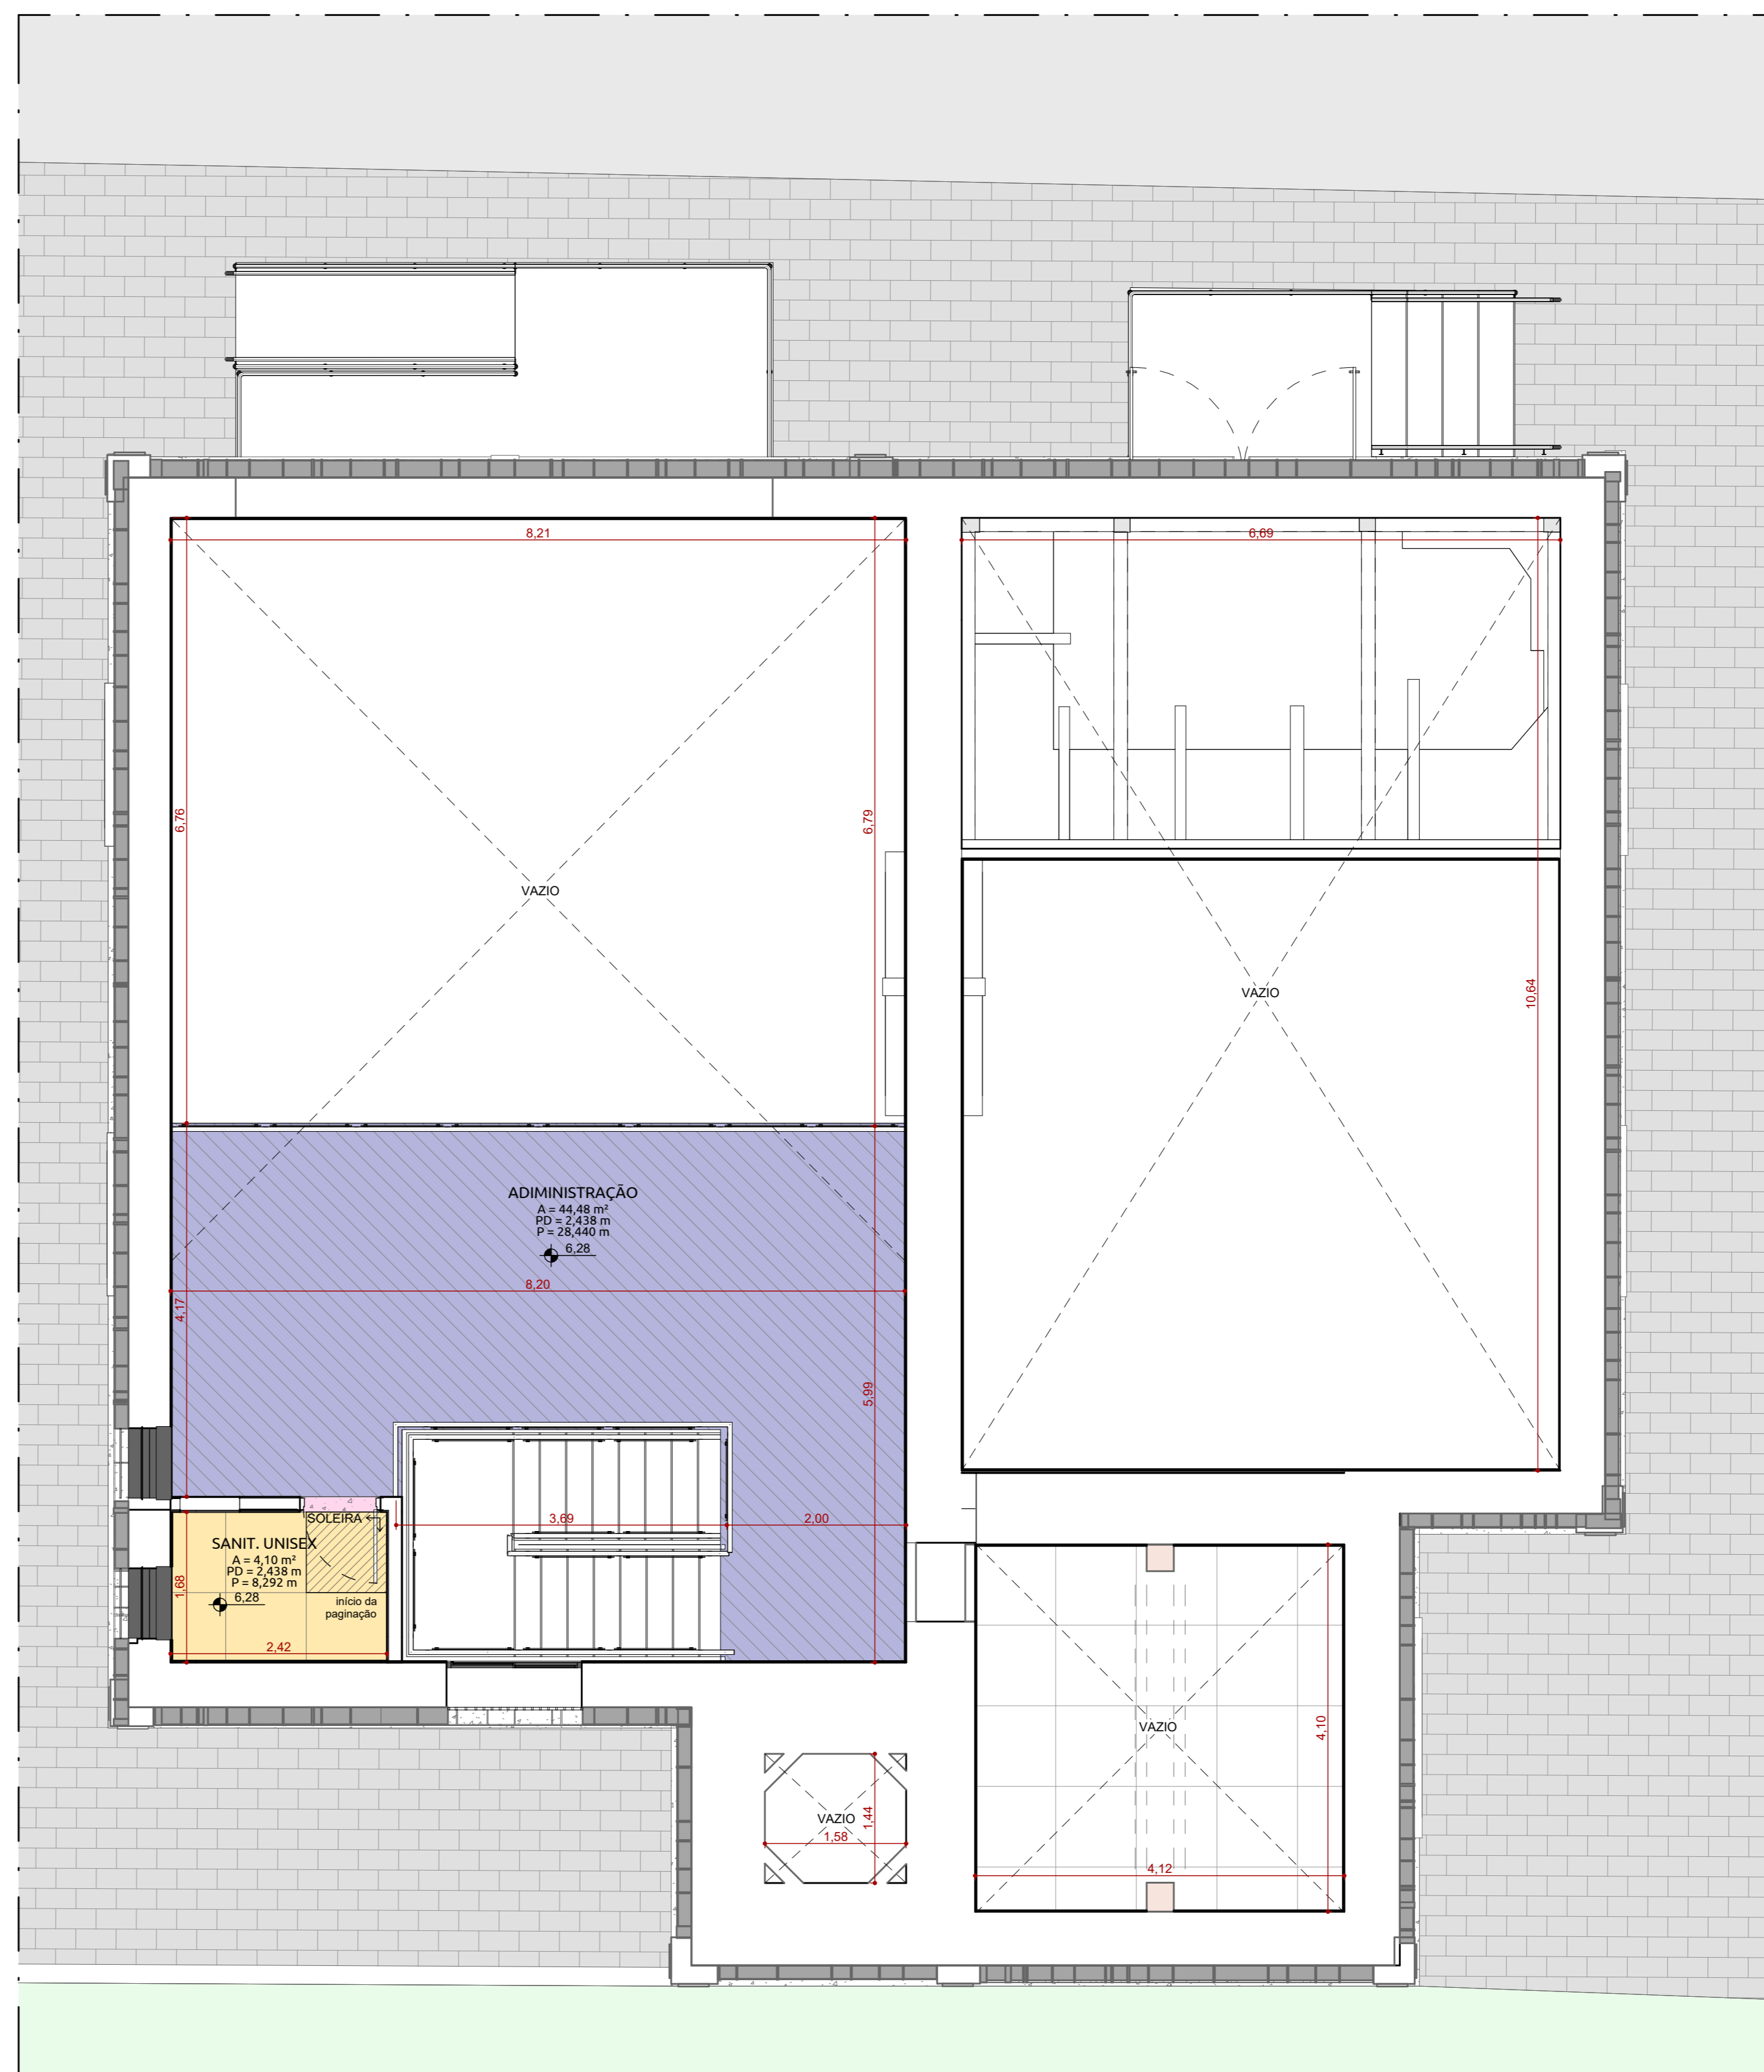 8,21
6,69
6,76
6,79
VAZIO
VAZIO
10,64
ADIMINISTRAÇÃO
A = 44,48 m²
PD = 2,438 m
P = 28,440 m
6,28
8,20
4,17
5,99
SOLEIRA
3,69
2,00
SANIT. UNISEX
A = 4,10 m²
PD = 2,438 m
P = 8,292 m
6,28
1,68
início da
paginação
2,42
VAZIO
4,10
VAZIO
1,44
1,58
4,12